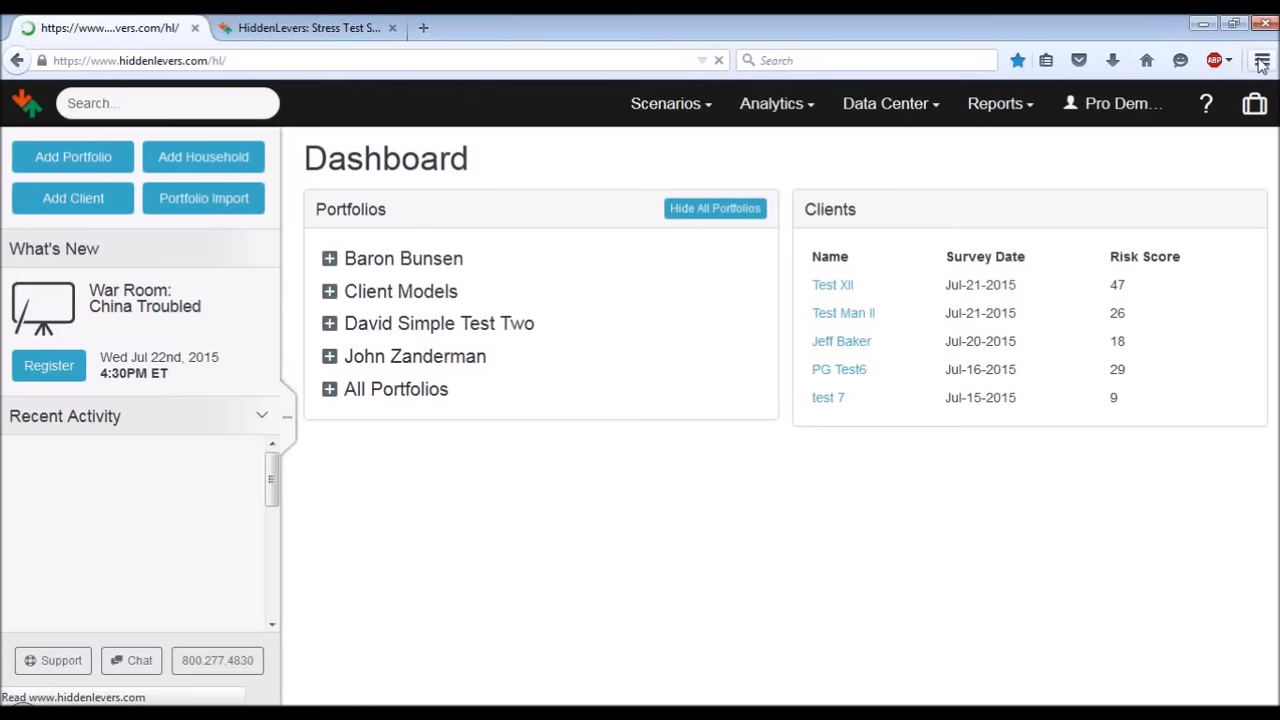 https://www....vers.com/hl/
HiddenLevers: Stress Test S...
https://www.hiddenlevers.com/hl/
Search
ABP
Search...
Scenarios
Analytics
Data Center
Reports
Pro Dem...
?
Add Portfolio
Add Household
Add Client
Portfolio Import
What's New
War Room:
China Troubled
Register
Wed Jul 22nd, 2015
4:30PM ET
Recent Activity
Support
Chat
800.277.4830
Read www.hiddenlevers.com
Dashboard
Portfolios
Hide All Portfolios
Baron Bunsen
Client Models
David Simple Test Two
John Zanderman
All Portfolios
Clients
Name Survey Date Risk Score
Test XII Jul-21-2015 47
Test Man II Jul-21-2015 26
Jeff Baker Jul-20-2015 18
PG Test6 Jul-16-2015 29
test 7 Jul-15-2015 9